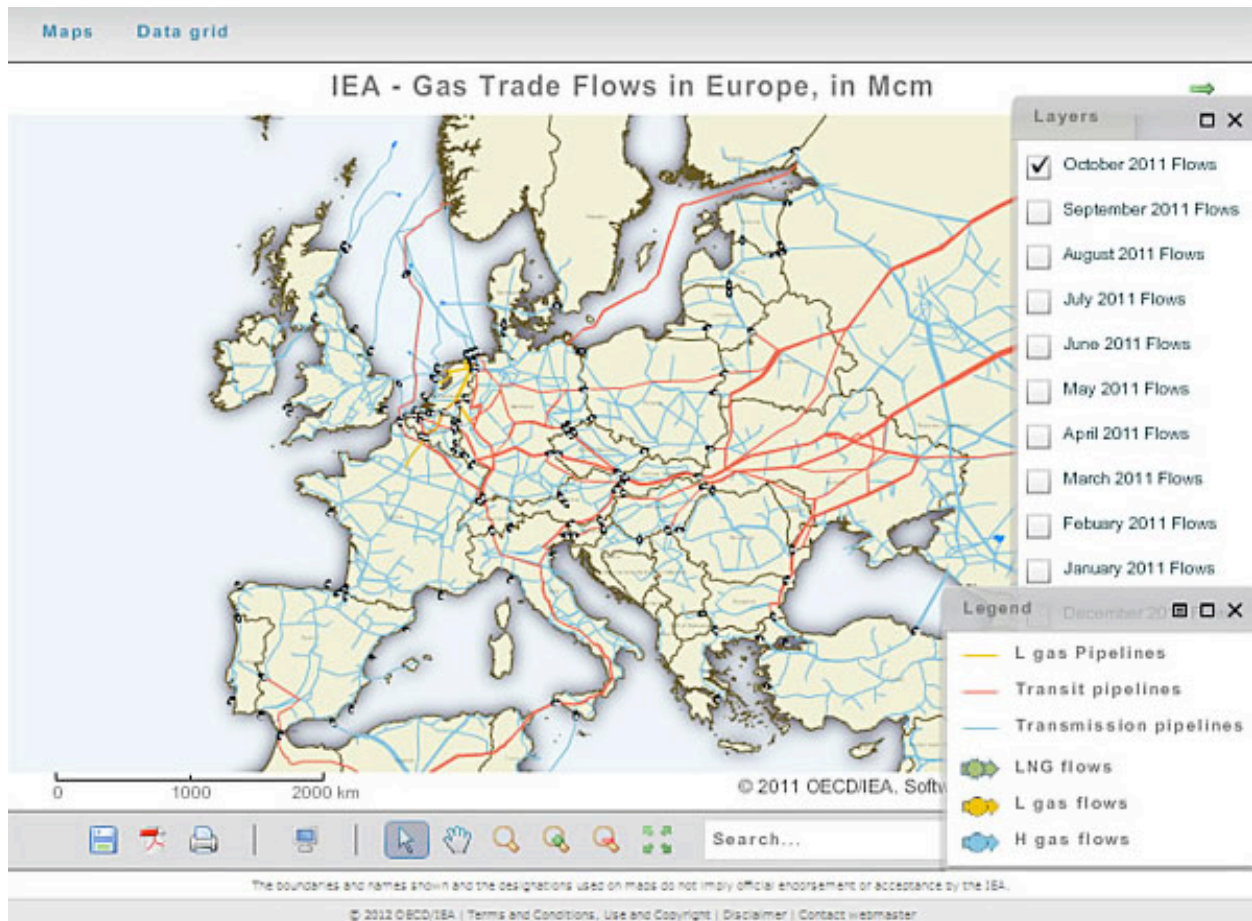 Maps Data grid
IEA - Gas Trade Flows in Europe, in Mcm
Layers
October 2011 Flows
September 2011 Flows
August 2011 Flows
July 2011 Flows
June 2011 Flows
May 2011 Flows
April 2011 Flows
March 2011 Flows
Febuary 2011 Flows
January 2011 Flows
December 20
Legend
L gas Pipelines
Transit pipelines
Transmission pipelines
LNG flows
L gas flows
H gas flows
0 1000 2000 km
© 2011 OECD/IEA. Softw
Search...
The boundaries and names shown and the designations used on maps do not imply official endorsement or acceptance by the IEA.
© 2012 OECD/IEA | Terms and Conditions, Use and Copyright | Disclaimer | Contact webmaster